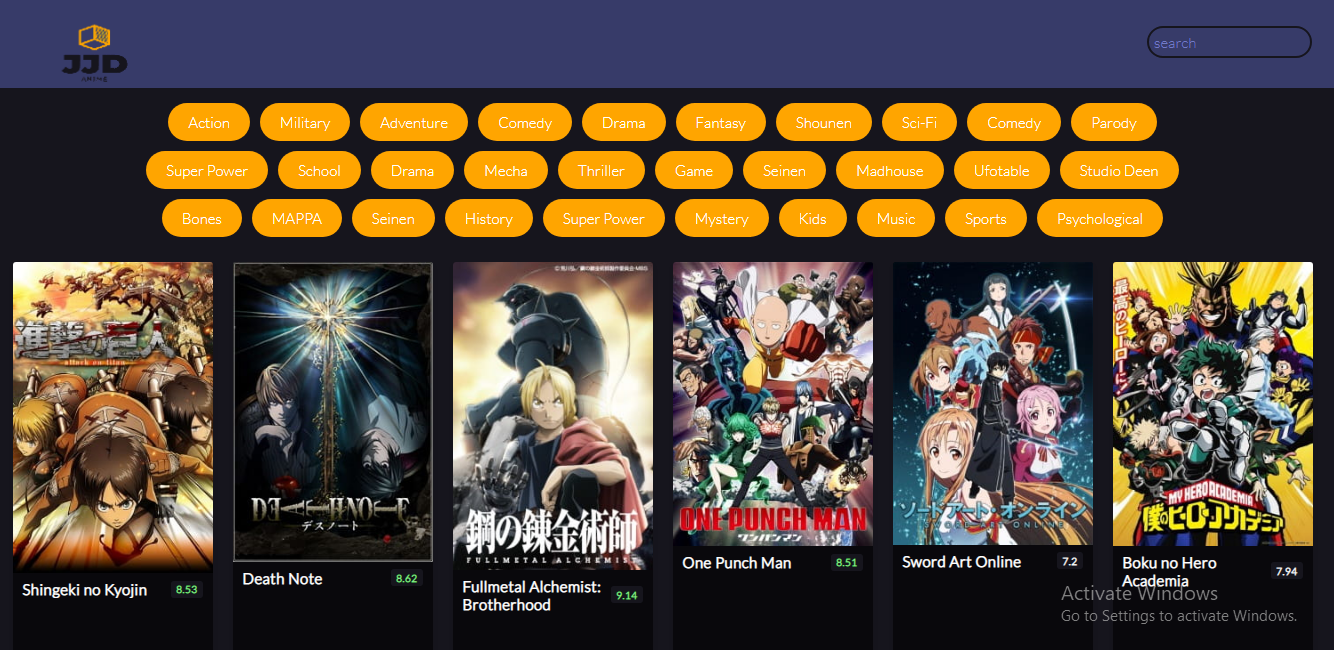 JJD
ANIME
search
Action Military Adventure Comedy Drama Fantasy Shounen Sci-Fi Comedy Parody
Super Power School Drama Mecha Thriller Game Seinen Madhouse Ufotable Studio Deen
Bones MAPPA Seinen History Super Power Mystery Kids Music Sports Psychological
進撃の巨人
attack on titan
DEATH NOTE
デスノート
鋼の錬金術師
FULLMETAL ALCHEMIST
ONE PUNCH MAN
ワンパンマン
ソードアート・オンライン
SWORD ART ONLINE
最高のヒーローに!
MY HERO ACADEMIA
僕のヒーローアカデミア
Shingeki no Kyojin 8.53
Death Note 8.62
Fullmetal Alchemist:
Brotherhood 9.14
One Punch Man 8.51
Sword Art Online 7.2
Boku no Hero
Academia 7.94
Activate Windows
Go to Settings to activate Windows.